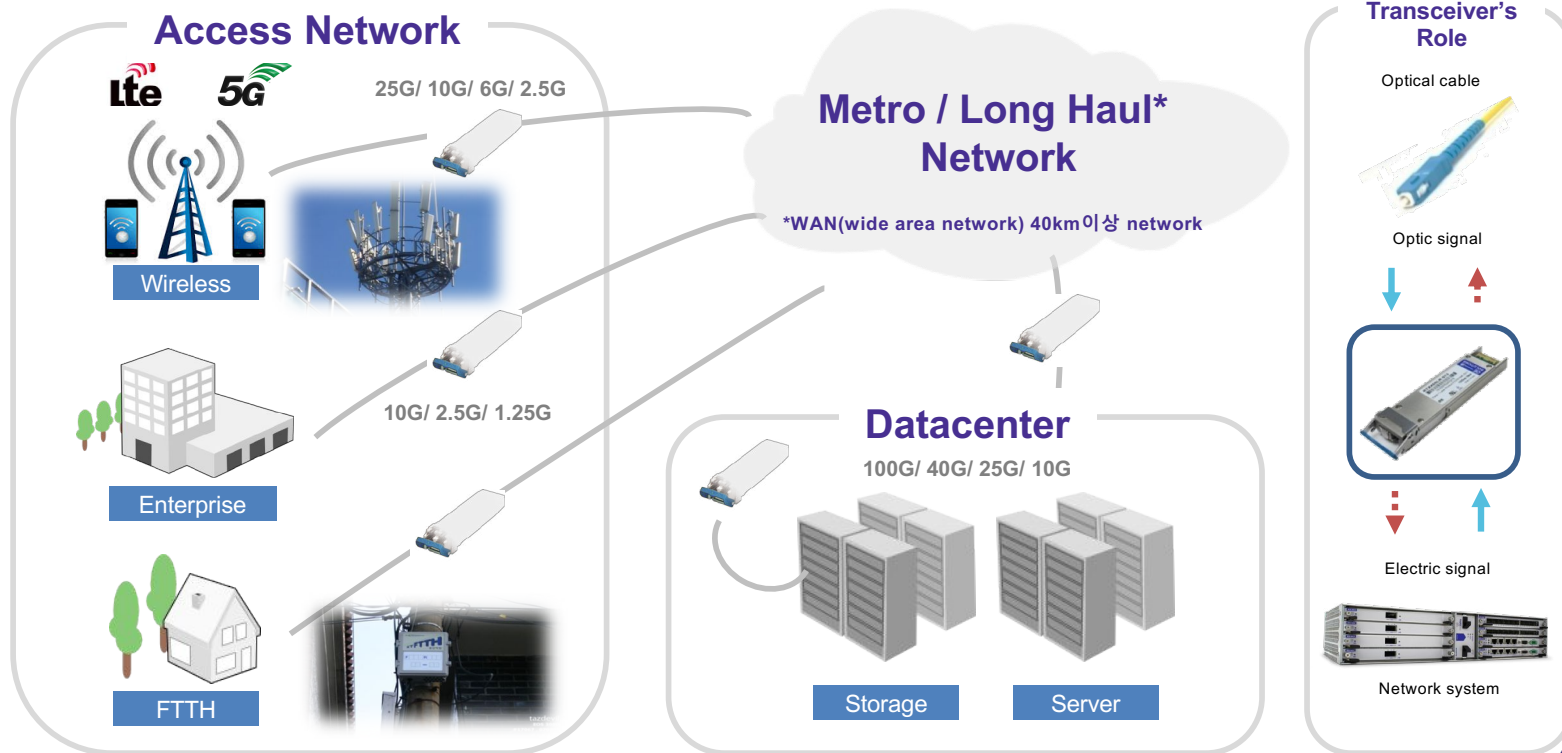 Access Network
Lte
5G
25G/ 10G/ 6G/ 2.5G
Wireless
10G/ 2.5G/ 1.25G
Enterprise
FTTH
FTTH
Metro / Long Haul*
Network
*WAN(wide area network) 40km이상 network
Datacenter
100G/ 40G/ 25G/ 10G
Storage
Server
Transceiver's
Role
Optical cable
Optic signal
Electric signal
Network system